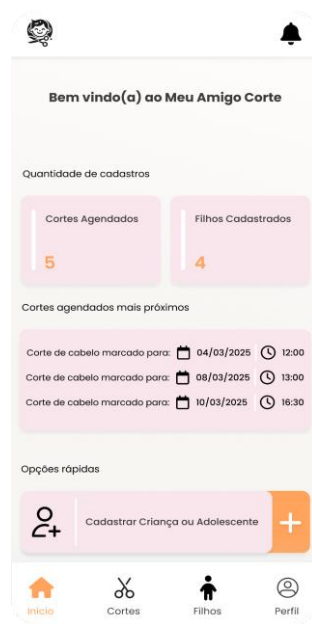 Bem vindo(a) ao Meu Amigo Corte
Quantidade de cadastros
Cortes Agendados
5
Filhos Cadastrados
4
Cortes agendados mais próximos
Corte de cabelo marcado para: 04/03/2025 12:00
Corte de cabelo marcado para: 08/03/2025 13:00
Corte de cabelo marcado para: 10/03/2025 16:30
Opções rápidas
Cadastrar Criança ou Adolescente
Início
Cortes
Filhos
Perfil